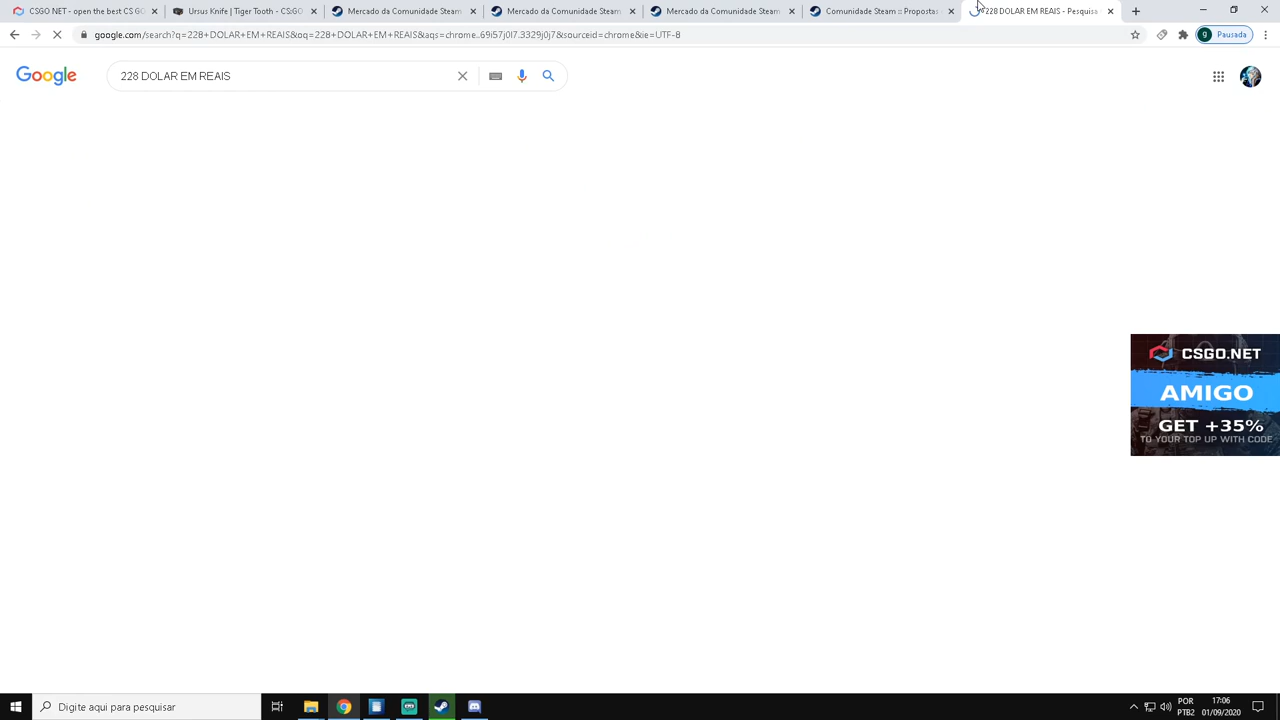 CSGO NET - open the best CS GO
Ursus Knife | Tiger Tooth - CS:GO
Mercado da Comunidade Steam
Mercado da Comunidade Steam
Mercado da Comunidade Steam
Comunidade Steam :: Propostas
228 DOLAR EM REAIS - Pesquisa
google.com/search?q=228+DOLAR+EM+REAIS&oq=228+DOLAR+EM+REAIS&aqs=chrome..69i57j0l7.3329j0j7&sourceid=chrome&ie=UTF-8
g Pausada
Google
228 DOLAR EM REAIS
CSGO.NET
AMIGO
GET +35%
TO YOUR TOP UP WITH CODE
Digite aqui para pesquisar
POR
PTB2
17:06
01/09/2020